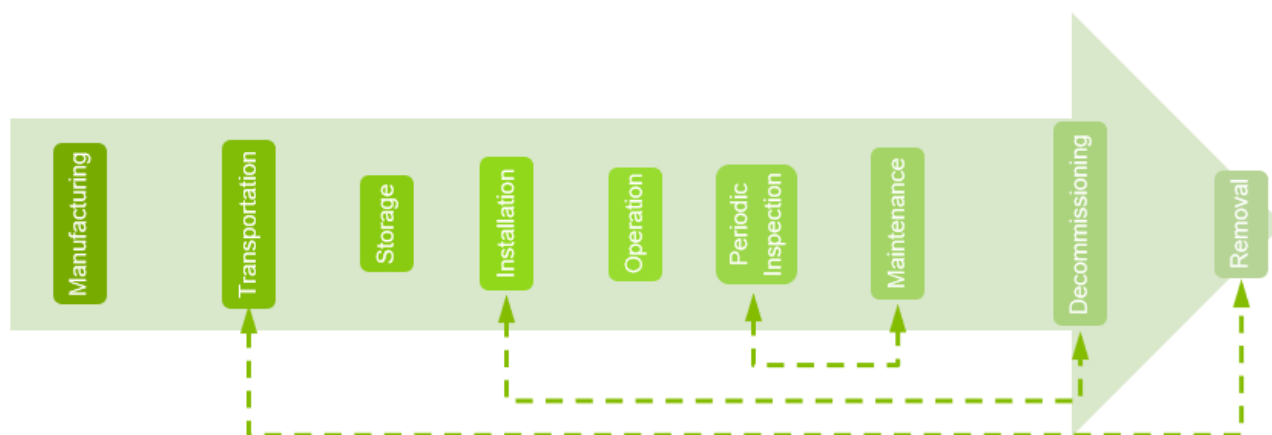 Manufacturing
Transportation
Storage
Installation
Operation
Periodic
Inspection
Maintenance
Decommissioning
Removal